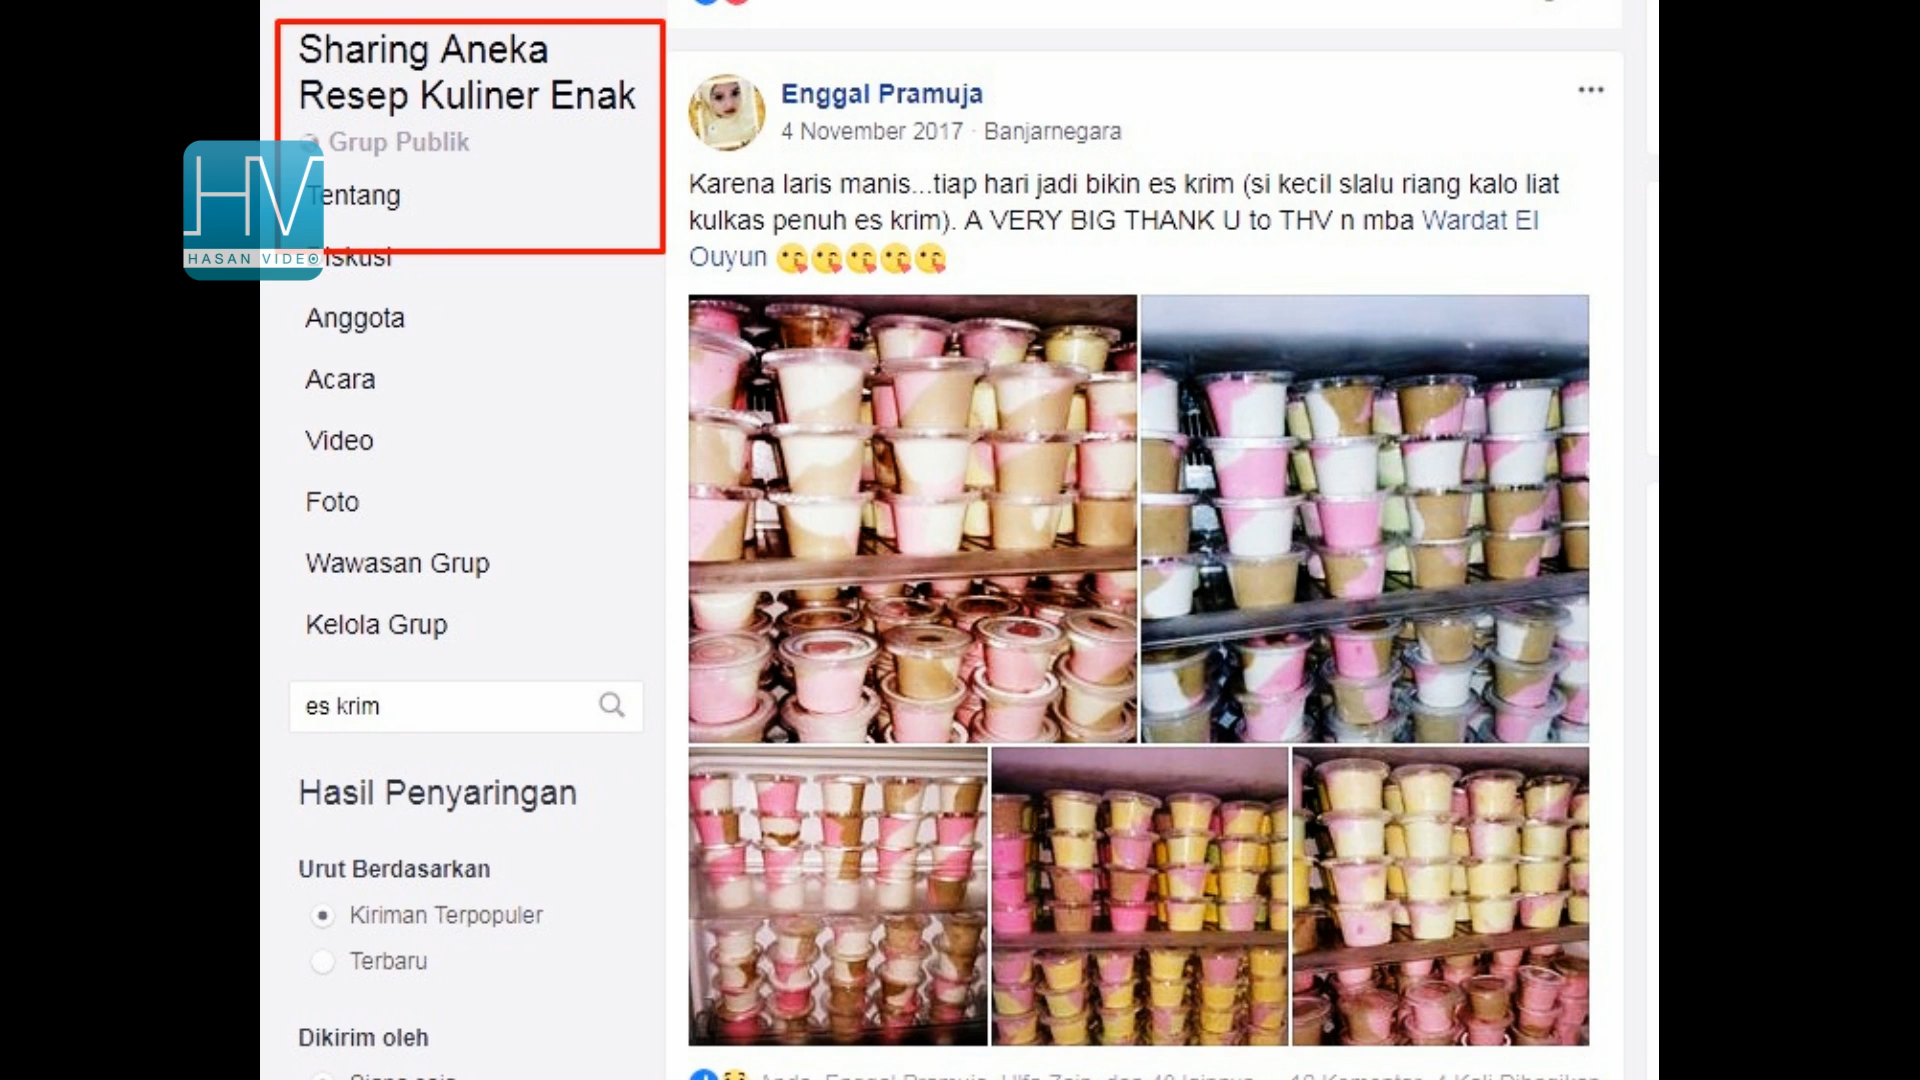 Sharing Aneka
Resep Kuliner Enak
Grup Publik
Tentang
Diskusi
Anggota
Acara
Video
Foto
Wawasan Grup
Kelola Grup
es krim
Hasil Penyaringan
Urut Berdasarkan
Kiriman Terpopuler
Terbaru
Dikirim oleh
HV
HASAN VIDEO
Enggal Pramuja
4 November 2017 · Banjarnegara
Karena laris manis...tiap hari jadi bikin es krim (si kecil slalu riang kalo liat
kulkas penuh es krim). A VERY BIG THANK U to THV n mba Wardat El
Ouyun 😘😘😘😘😘